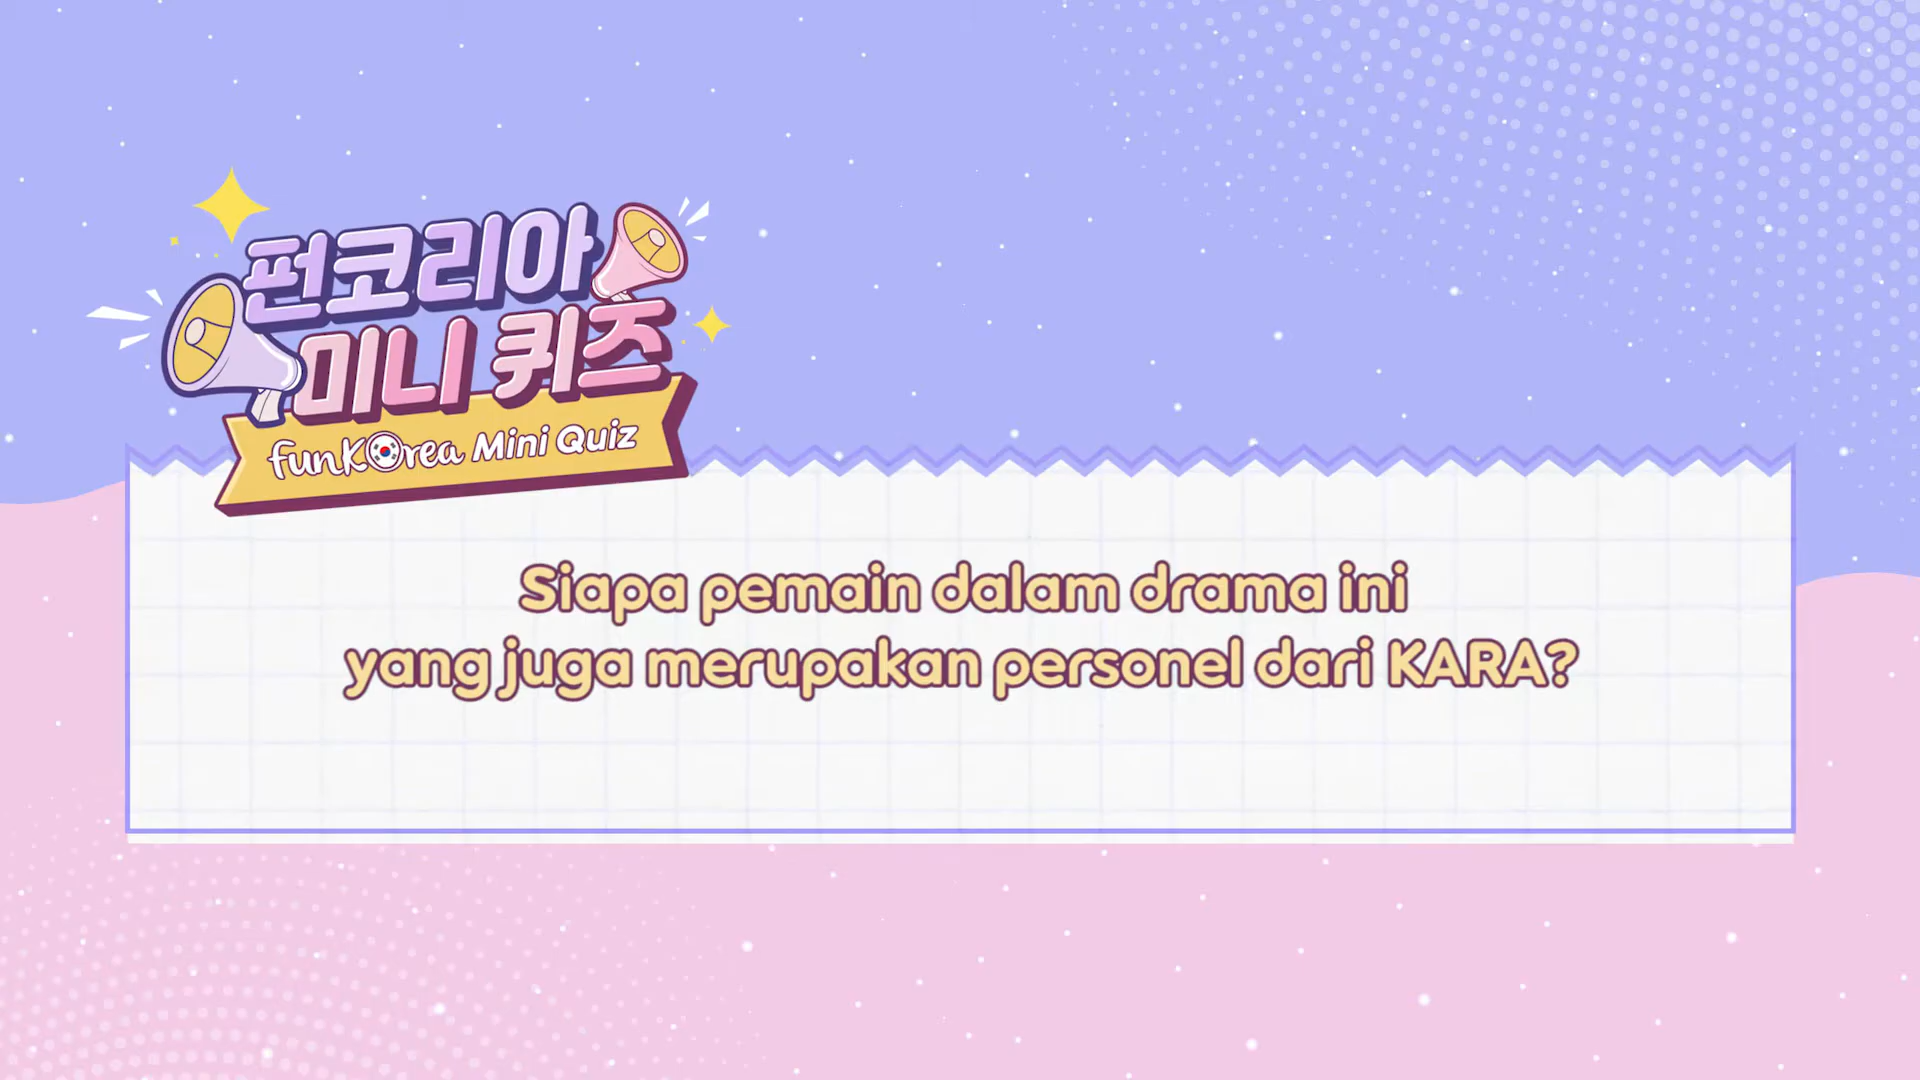 펀코리아
미니 퀴즈
funKOrea Mini Quiz
Siapa pemain dalam drama ini
yang juga merupakan personel dari KARA?